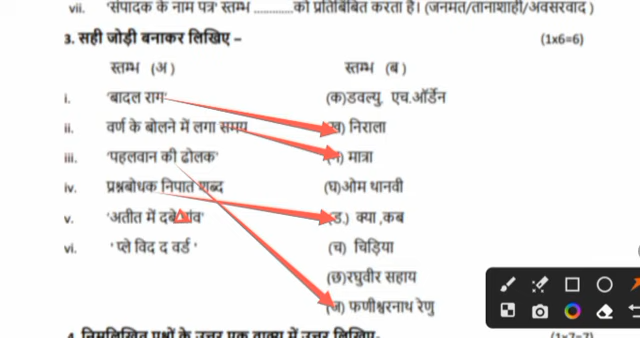 vii. 'संपादक के नाम पत्र' स्तम्भ ............को प्रतिबिंबित करता है। (जनमत/तानाशाही/अवसरवाद )
3. सही जोड़ी बनाकर लिखिए – (1x6=6)
स्तम्भ (अ ) स्तम्भ (ब )
i. 'बादल राग' (क)डवल्यु. एच.ऑर्डेन
ii. वर्ण के बोलने में लगा समय (ख) निराला
iii. 'पहलवान की ढोलक' (ग) मात्रा
iv. प्रश्नबोधक निपात शब्द (घ)ओम थानवी
v. 'अतीत में दबे पांव' (ड.) क्या ,कब
vi. ' प्ले विद द वर्ड ' (च) चिड़िया
(छ)रघुवीर सहाय
(ज) फणीश्वरनाथ रेणु
4. निम्नलिखित प्रश्नों के उत्तर एक वाक्य में उत्तर लिखिए- (1x7=7)